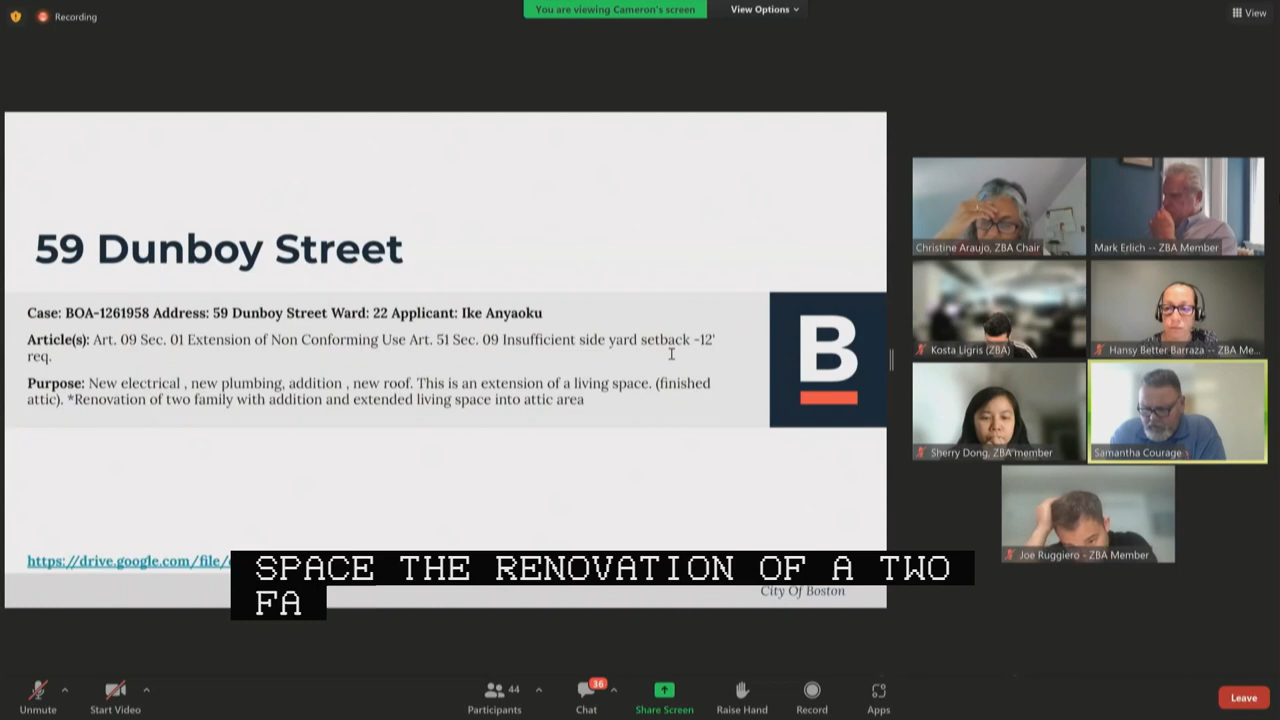 Recording
You are viewing Cameron's screen
View Options
View
59 Dunboy Street
Case: BOA-1261958 Address: 59 Dunboy Street Ward: 22 Applicant: Ike Anyaoku
Article(s): Art. 09 Sec. 01 Extension of Non Conforming Use Art. 51 Sec. 09 Insufficient side yard setback -12'
req.
Purpose: New electrical , new plumbing, addition , new roof. This is an extension of a living space. (finished
attic). *Renovation of two family with addition and extended living space into attic area
B
https://drive.google.com/file/
City Of Boston
SPACE THE RENOVATION OF A TWO
FA
Christine Araujo, ZBA Chair
Mark Erlich -- ZBA Member
Kosta Ligris (ZBA)
Hansy Better Barraza -- ZBA Me...
Sherry Dong, ZBA member
Samantha Courage
Joe Ruggiero - ZBA Member
Unmute
Start Video
44
Participants
36
Chat
Share Screen
Raise Hand
Record
Apps
Leave